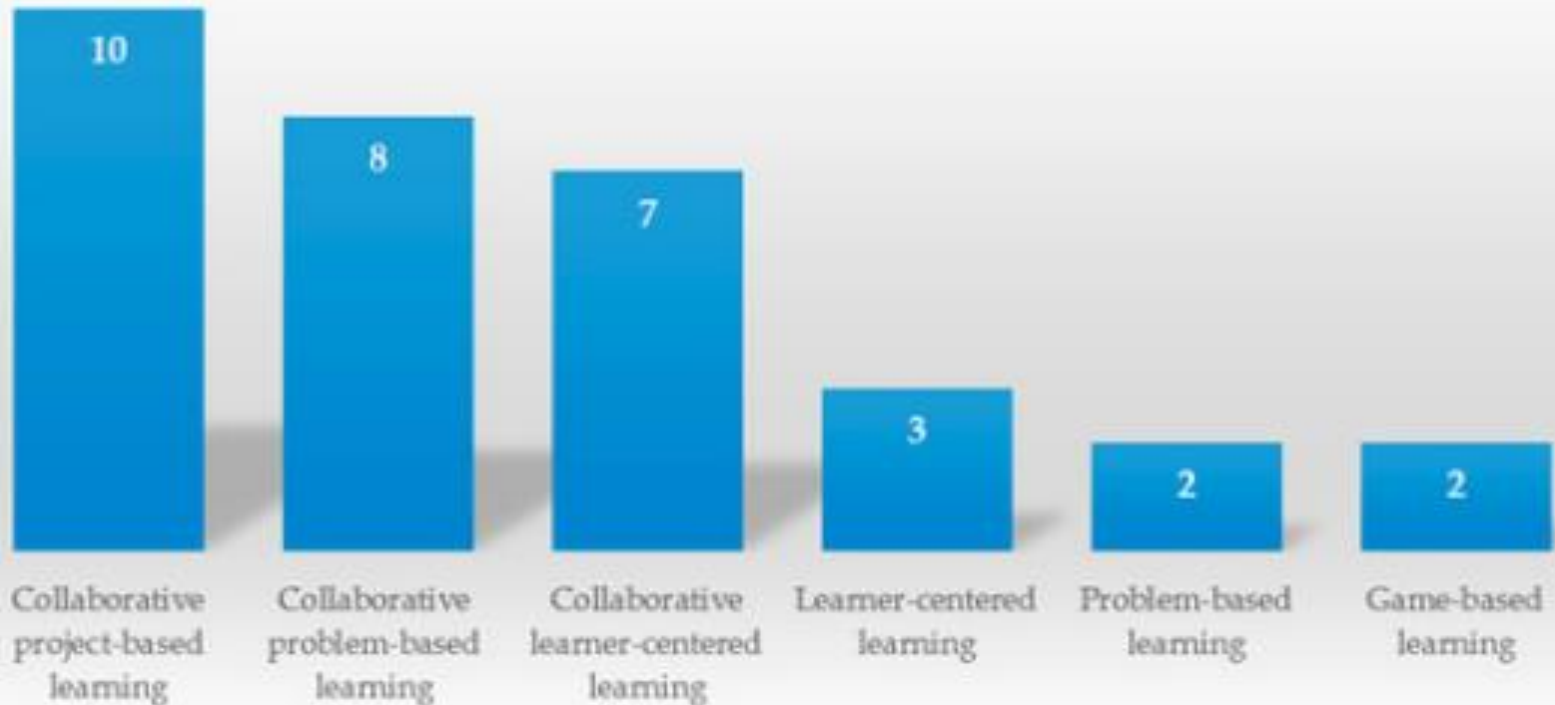 10
8
7
3
2
2
Collaborative
project-based
learning
Collaborative
problem-based
learning
Collaborative
learner-centered
learning
Learner-centered
learning
Problem-based
learning
Game-based
learning